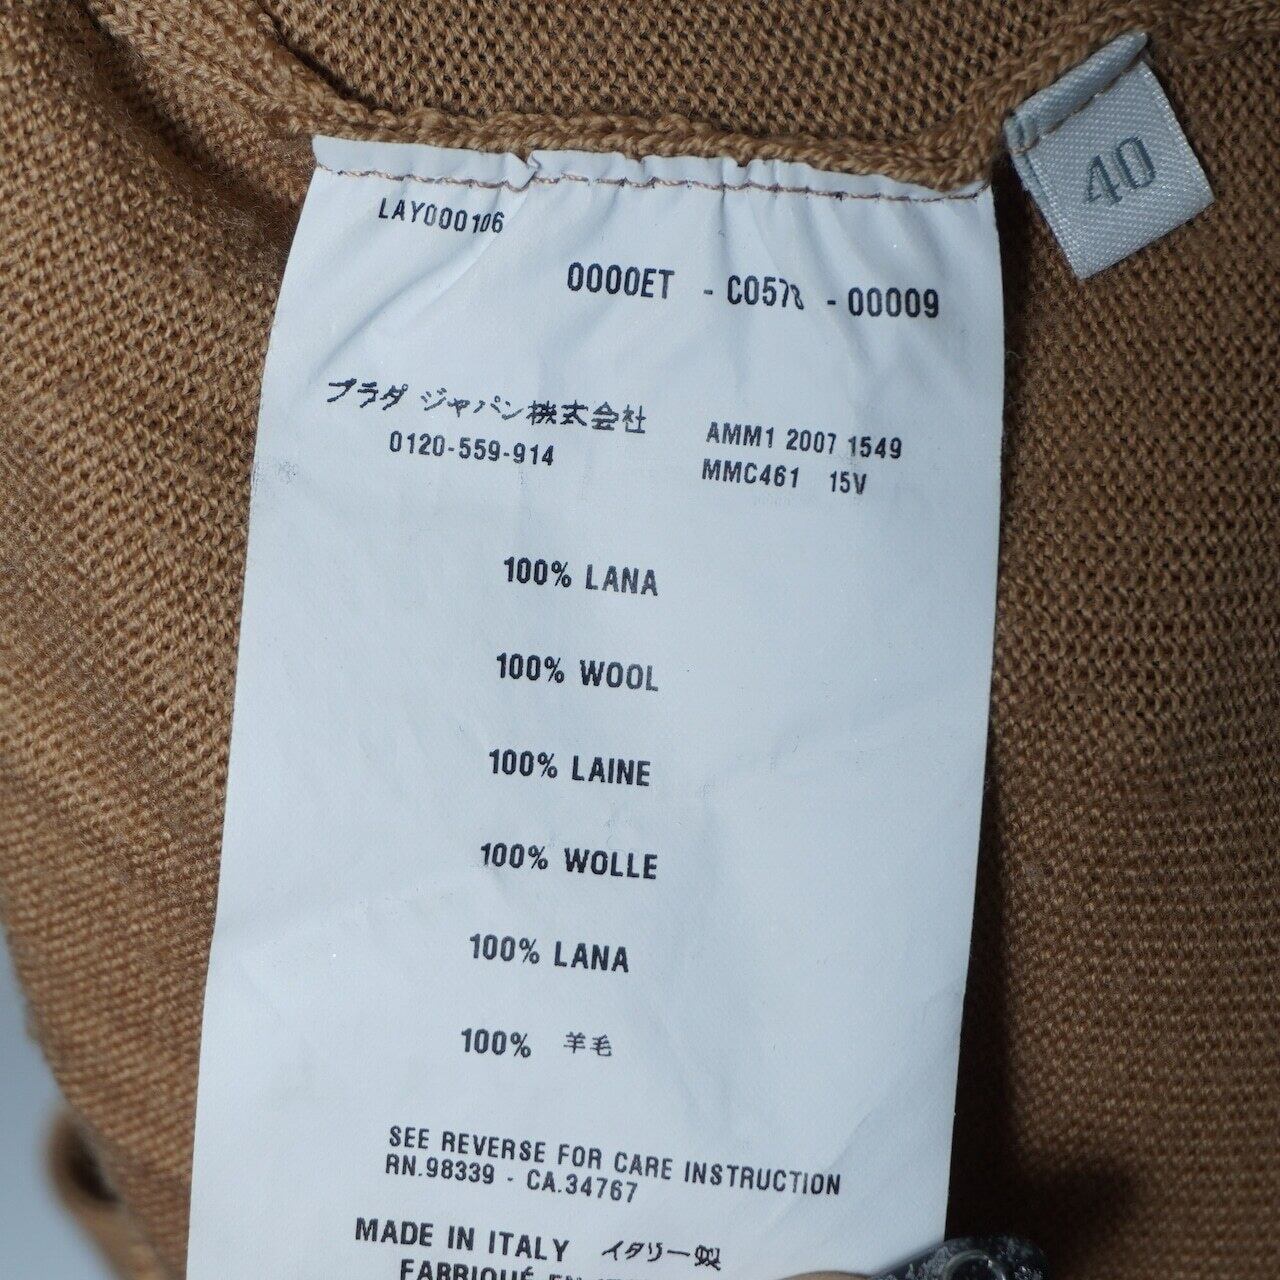 40
LAY000106
0000ET - C0578 - 00009
プラダ ジャパン株式会社
0120-559-914
AMM1 2007 1549
MMC461 15V
100% LANA
100% WOOL
100% LAINE
100% WOLLE
100% LANA
100% 羊毛
SEE REVERSE FOR CARE INSTRUCTION
RN.98339 - CA.34767
MADE IN ITALY イタリー製
FABRIQUÉ